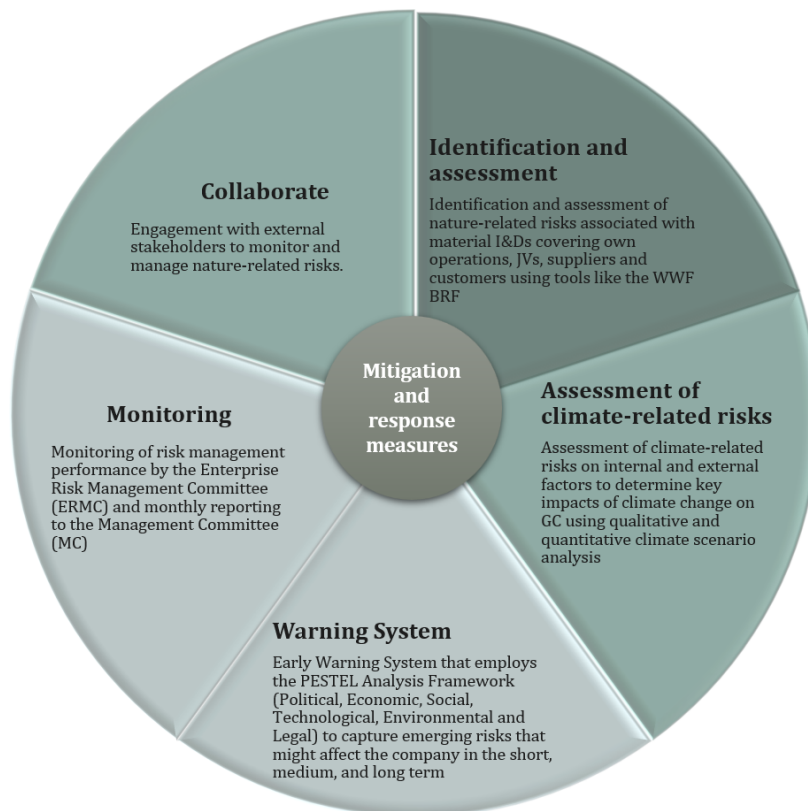 Identification and
assessment
Identification and assessment of
nature-related risks associated with
material I&Ds covering own
operations, JVs, suppliers and
customers using tools like the WWF
BRF
Assessment of
climate-related risks
Assessment of climate-related
risks on internal and external
factors to determine key
impacts of climate change on
GC using qualitative and
quantitative climate scenario
analysis
Warning System
Early Warning System that employs
the PESTEL Analysis Framework
(Political, Economic, Social,
Technological, Environmental and
Legal) to capture emerging risks that
might affect the company in the short,
medium, and long term
Monitoring
Monitoring of risk management
performance by the Enterprise
Risk Management Committee
(ERMC) and monthly reporting
to the Management Committee
(MC)
Collaborate
Engagement with external
stakeholders to monitor and
manage nature-related risks.
Mitigation
and
response
measures